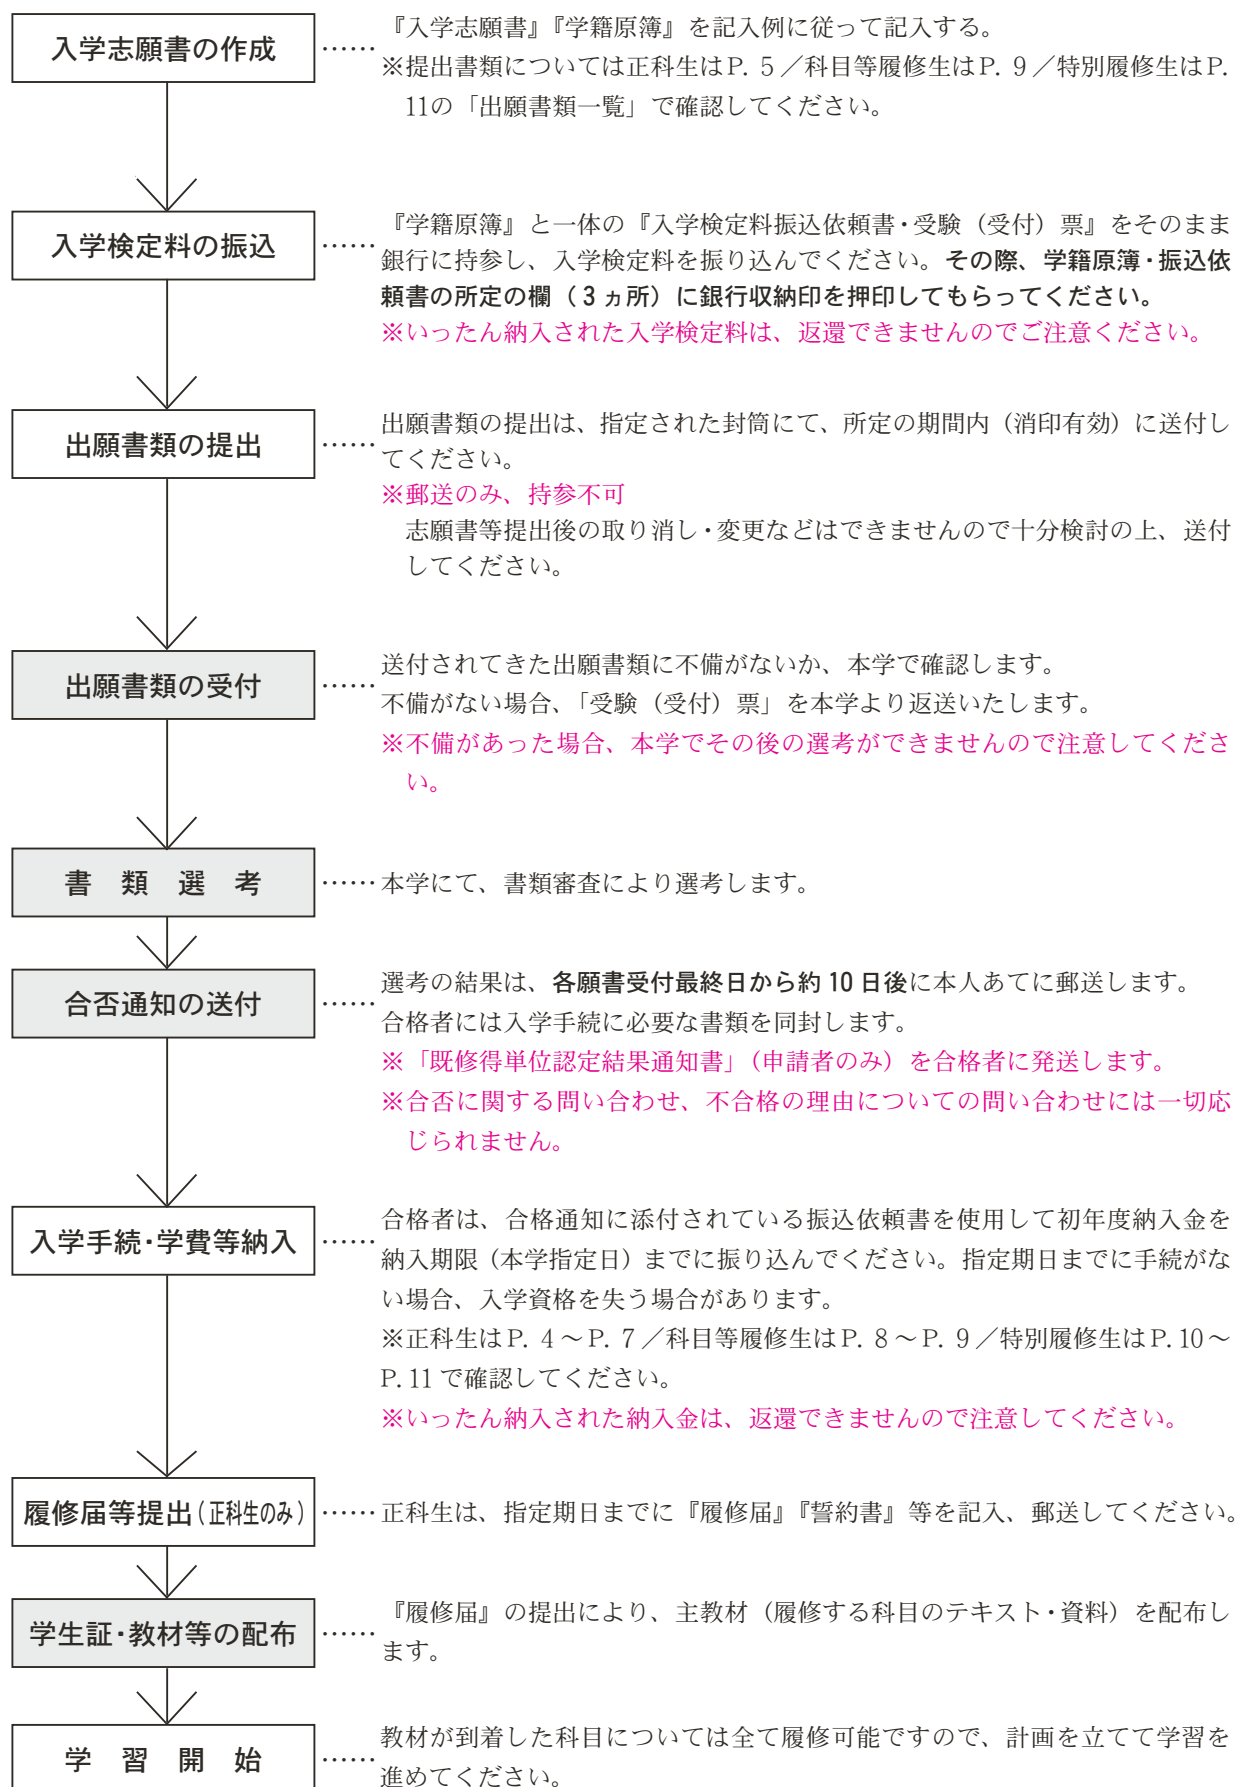 入学志願書の作成
……『入学志願書』『学籍原簿』を記入例に従って記入する。
※提出書類については正科生はP. 5／科目等履修生はP. 9／特別履修生はP.
11の「出願書類一覧」で確認してください。
入学検定料の振込
……『学籍原簿』と一体の『入学検定料振込依頼書・受験（受付）票』をそのまま
銀行に持参し、入学検定料を振り込んでください。その際、学籍原簿・振込依
頼書の所定の欄（3ヵ所）に銀行収納印を押印してもらってください。
※いったん納入された入学検定料は、返還できませんのでご注意ください。
出願書類の提出
……出願書類の提出は、指定された封筒にて、所定の期間内（消印有効）に送付し
てください。
※郵送のみ、持参不可
志願書等提出後の取り消し・変更などはできませんので十分検討の上、送付
してください。
出願書類の受付
……送付されてきた出願書類に不備がないか、本学で確認します。
不備がない場合、「受験（受付）票」を本学より返送いたします。
※不備があった場合、本学でその後の選考ができませんので注意してくださ
い。
書　類　選　考
……本学にて、書類審査により選考します。
合否通知の送付
……選考の結果は、各願書受付最終日から約10日後に本人あてに郵送します。
合格者には入学手続に必要な書類を同封します。
※「既修得単位認定結果通知書」（申請者のみ）を合格者に発送します。
※合否に関する問い合わせ、不合格の理由についての問い合わせには一切応
じられません。
入学手続・学費等納入
……合格者は、合格通知に添付されている振込依頼書を使用して初年度納入金を
納入期限（本学指定日）までに振り込んでください。指定期日までに手続がな
い場合、入学資格を失う場合があります。
※正科生はP. 4～P. 7／科目等履修生はP. 8～P. 9／特別履修生はP. 10～
P. 11で確認してください。
※いったん納入された納入金は、返還できませんので注意してください。
履修届等提出（正科生のみ）
……正科生は、指定期日までに『履修届』『誓約書』等を記入、郵送してください。
学生証・教材等の配布
……『履修届』の提出により、主教材（履修する科目のテキスト・資料）を配布し
ます。
学　習　開　始
……教材が到着した科目については全て履修可能ですので、計画を立てて学習を
進めてください。